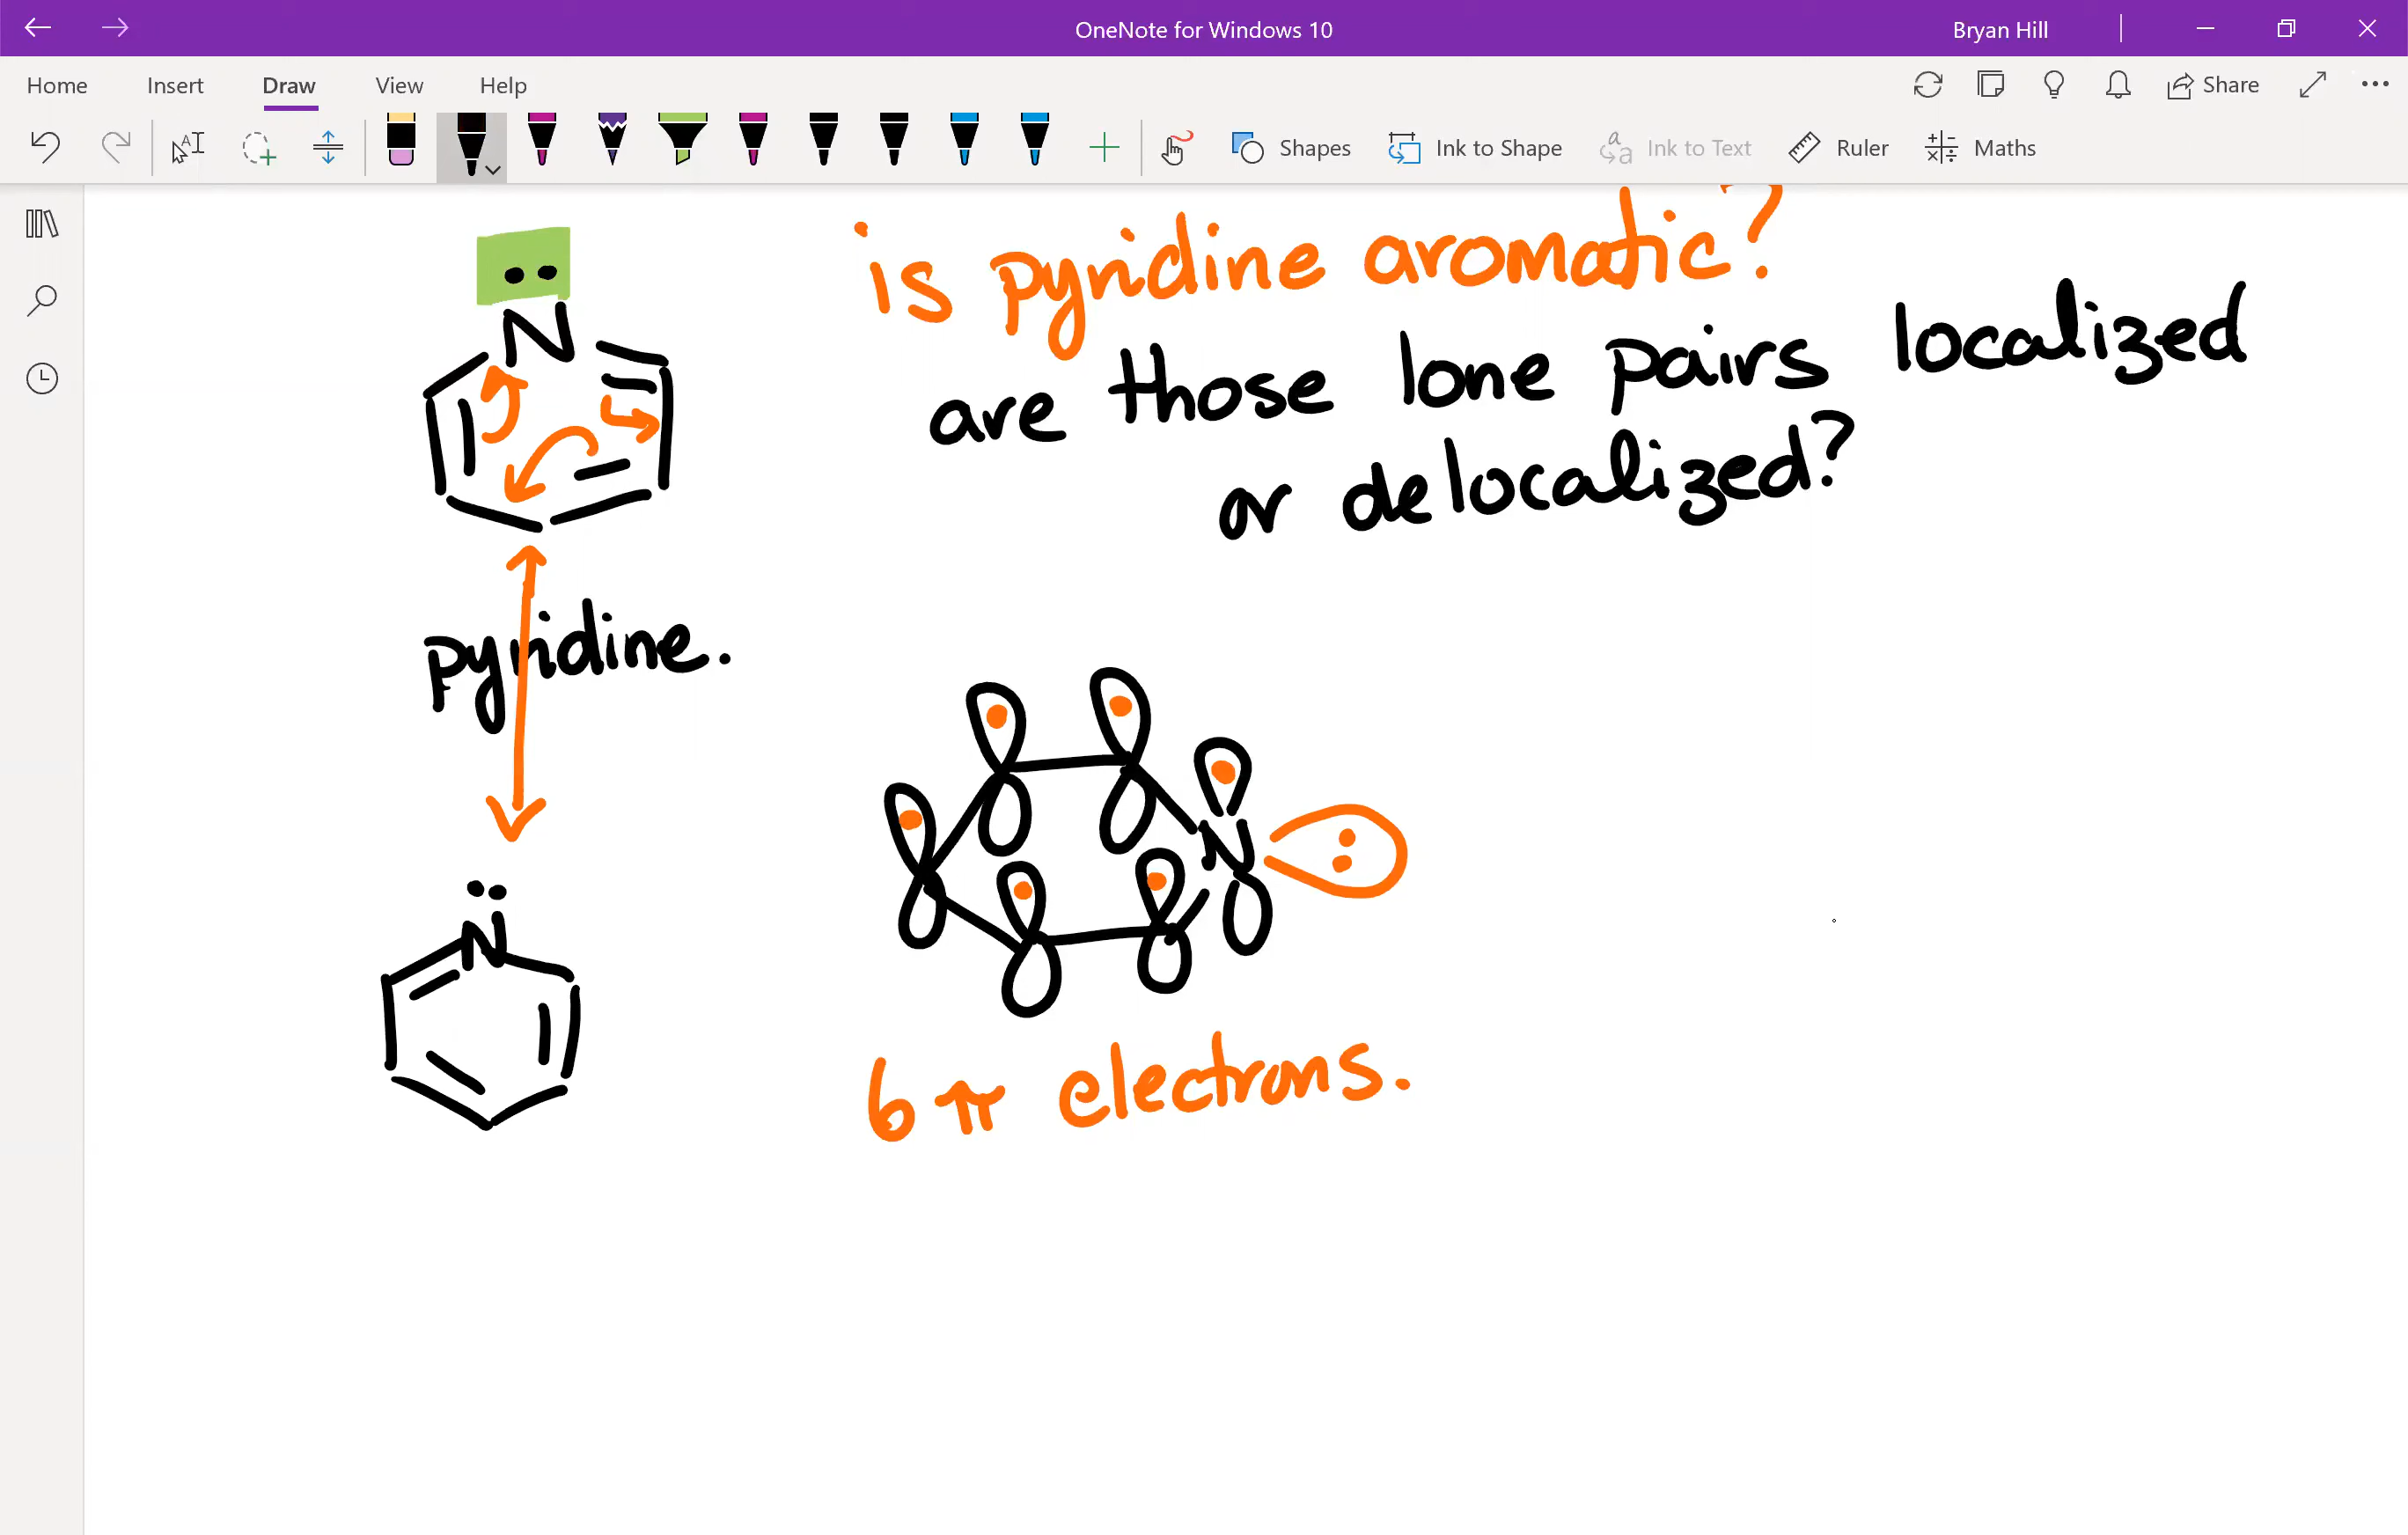 OneNote for Windows 10
Bryan Hill
Home Insert Draw View Help
Share
Shapes Ink to Shape Ink to Text Ruler Maths
is pyridine aromatic?
N
are those lone pairs localized
or delocalized?
pyridine.
N
N
6 π electrons.